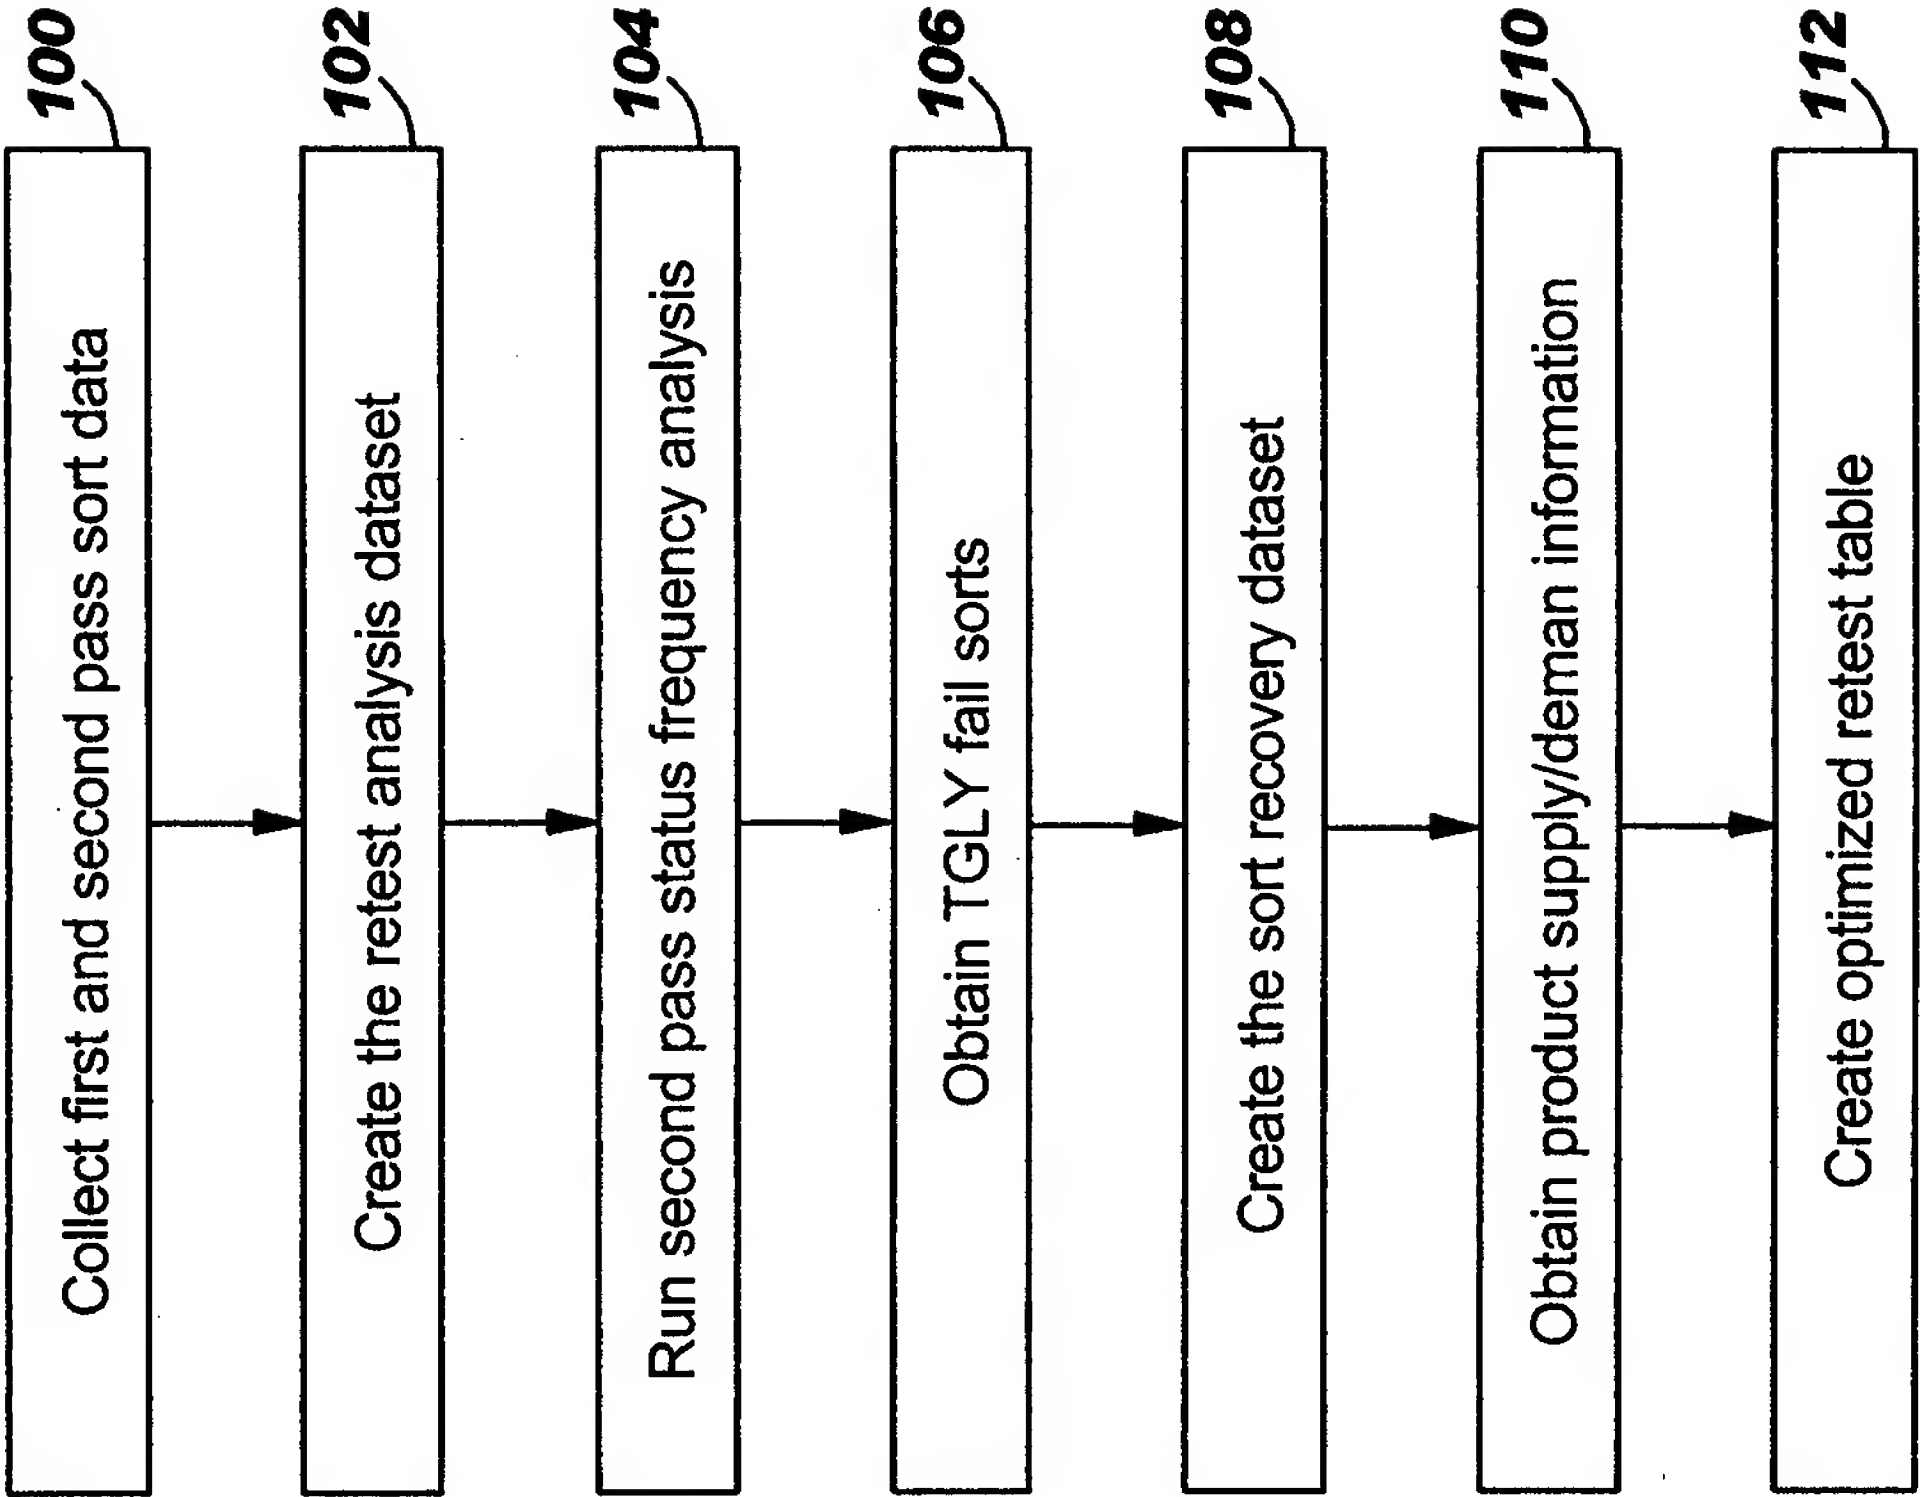 100
Collect first and second pass sort data
102
Create the retest analysis dataset
104
Run second pass status frequency analysis
106
Obtain TGLY fail sorts
108
Create the sort recovery dataset
110
Obtain product supply/deman information
112
Create optimized retest table